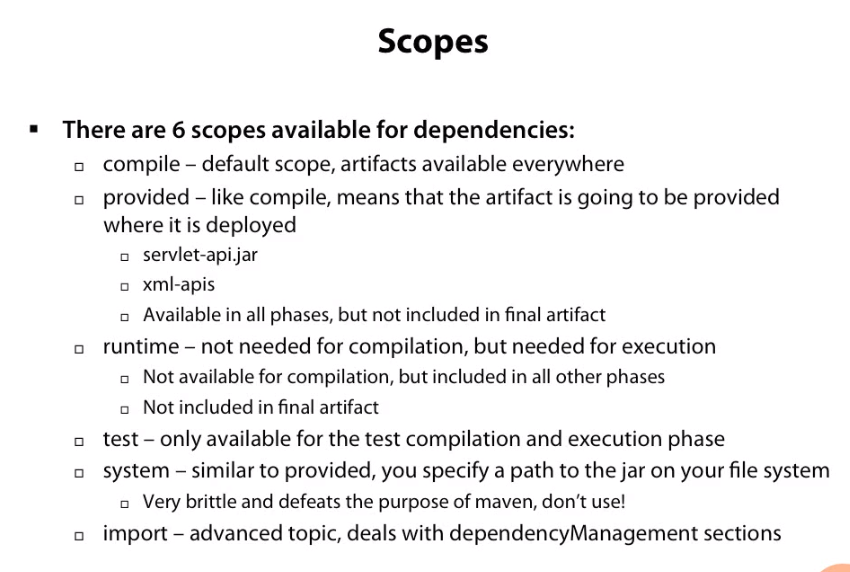 Scopes
▪ There are 6 scopes available for dependencies:
▫ compile – default scope, artifacts available everywhere
▫ provided – like compile, means that the artifact is going to be provided
where it is deployed
▫ servlet-api.jar
▫ xml-apis
▫ Available in all phases, but not included in final artifact
▫ runtime – not needed for compilation, but needed for execution
▫ Not available for compilation, but included in all other phases
▫ Not included in final artifact
▫ test – only available for the test compilation and execution phase
▫ system – similar to provided, you specify a path to the jar on your file system
▫ Very brittle and defeats the purpose of maven, don’t use!
▫ import – advanced topic, deals with dependencyManagement sections